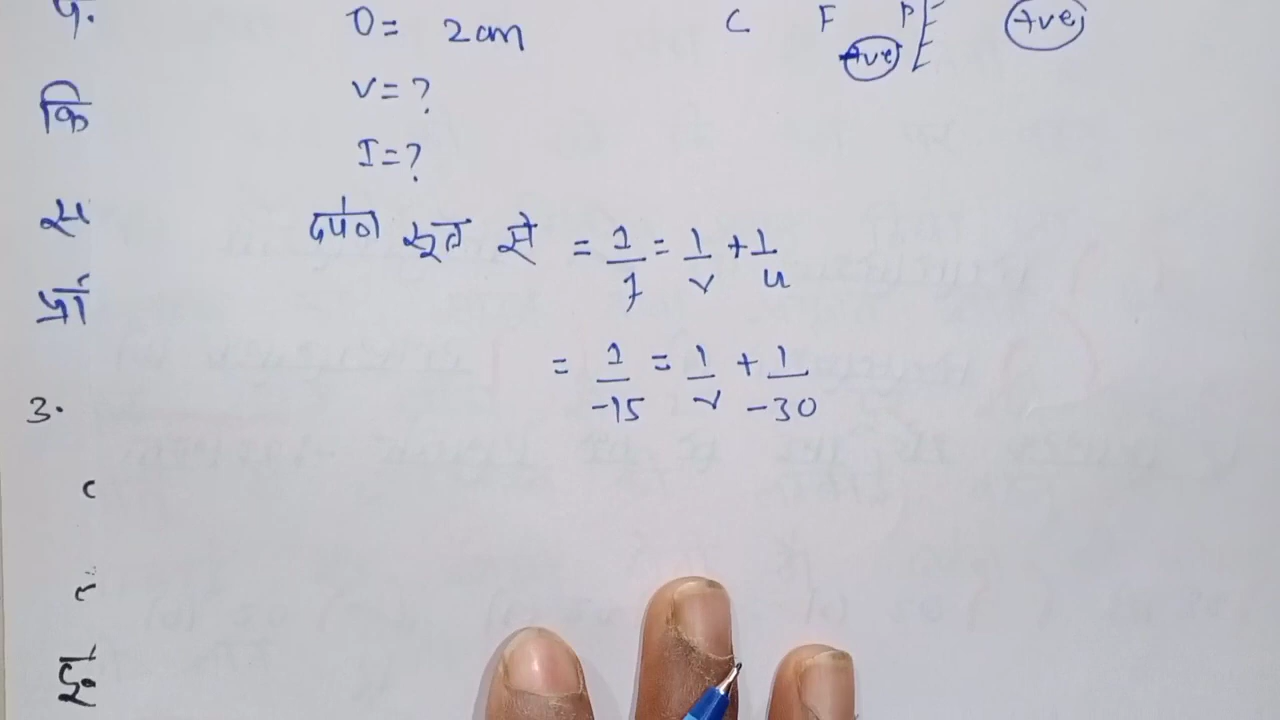 O= 2cm
C F P +ve
+ve
v=?
I=?
दर्पण सूत्र से = 1/f = 1/v + 1/u
= 1/-15 = 1/v + 1/-30
कि
स
प्रा
3.